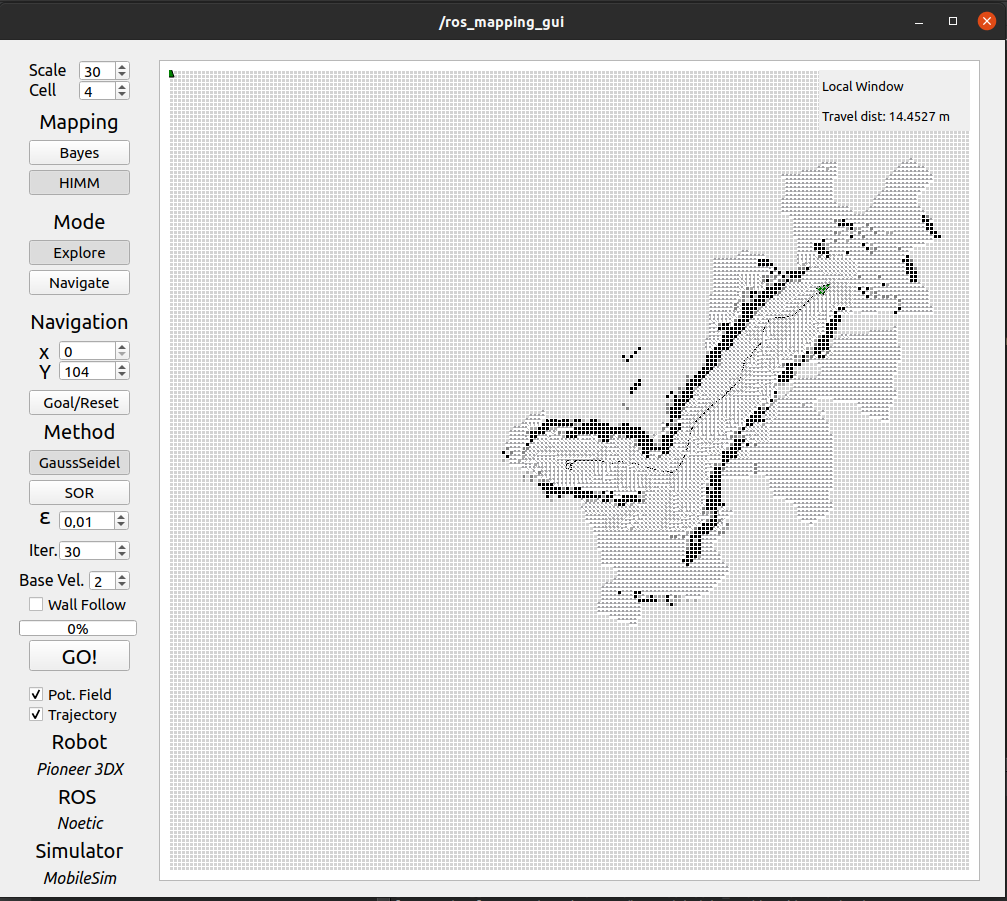 /ros_mapping_gui
Scale 30
Cell 4
Mapping
Bayes
HIMM
Mode
Explore
Navigate
Navigation
X 0
Y 104
Goal/Reset
Method
GaussSeidel
SOR
ε 0,01
Iter. 30
Base Vel. 2
Wall Follow
0%
GO!
Pot. Field
Trajectory
Robot
Pioneer 3DX
ROS
Noetic
Simulator
MobileSim
Local Window
Travel dist: 14.4527 m